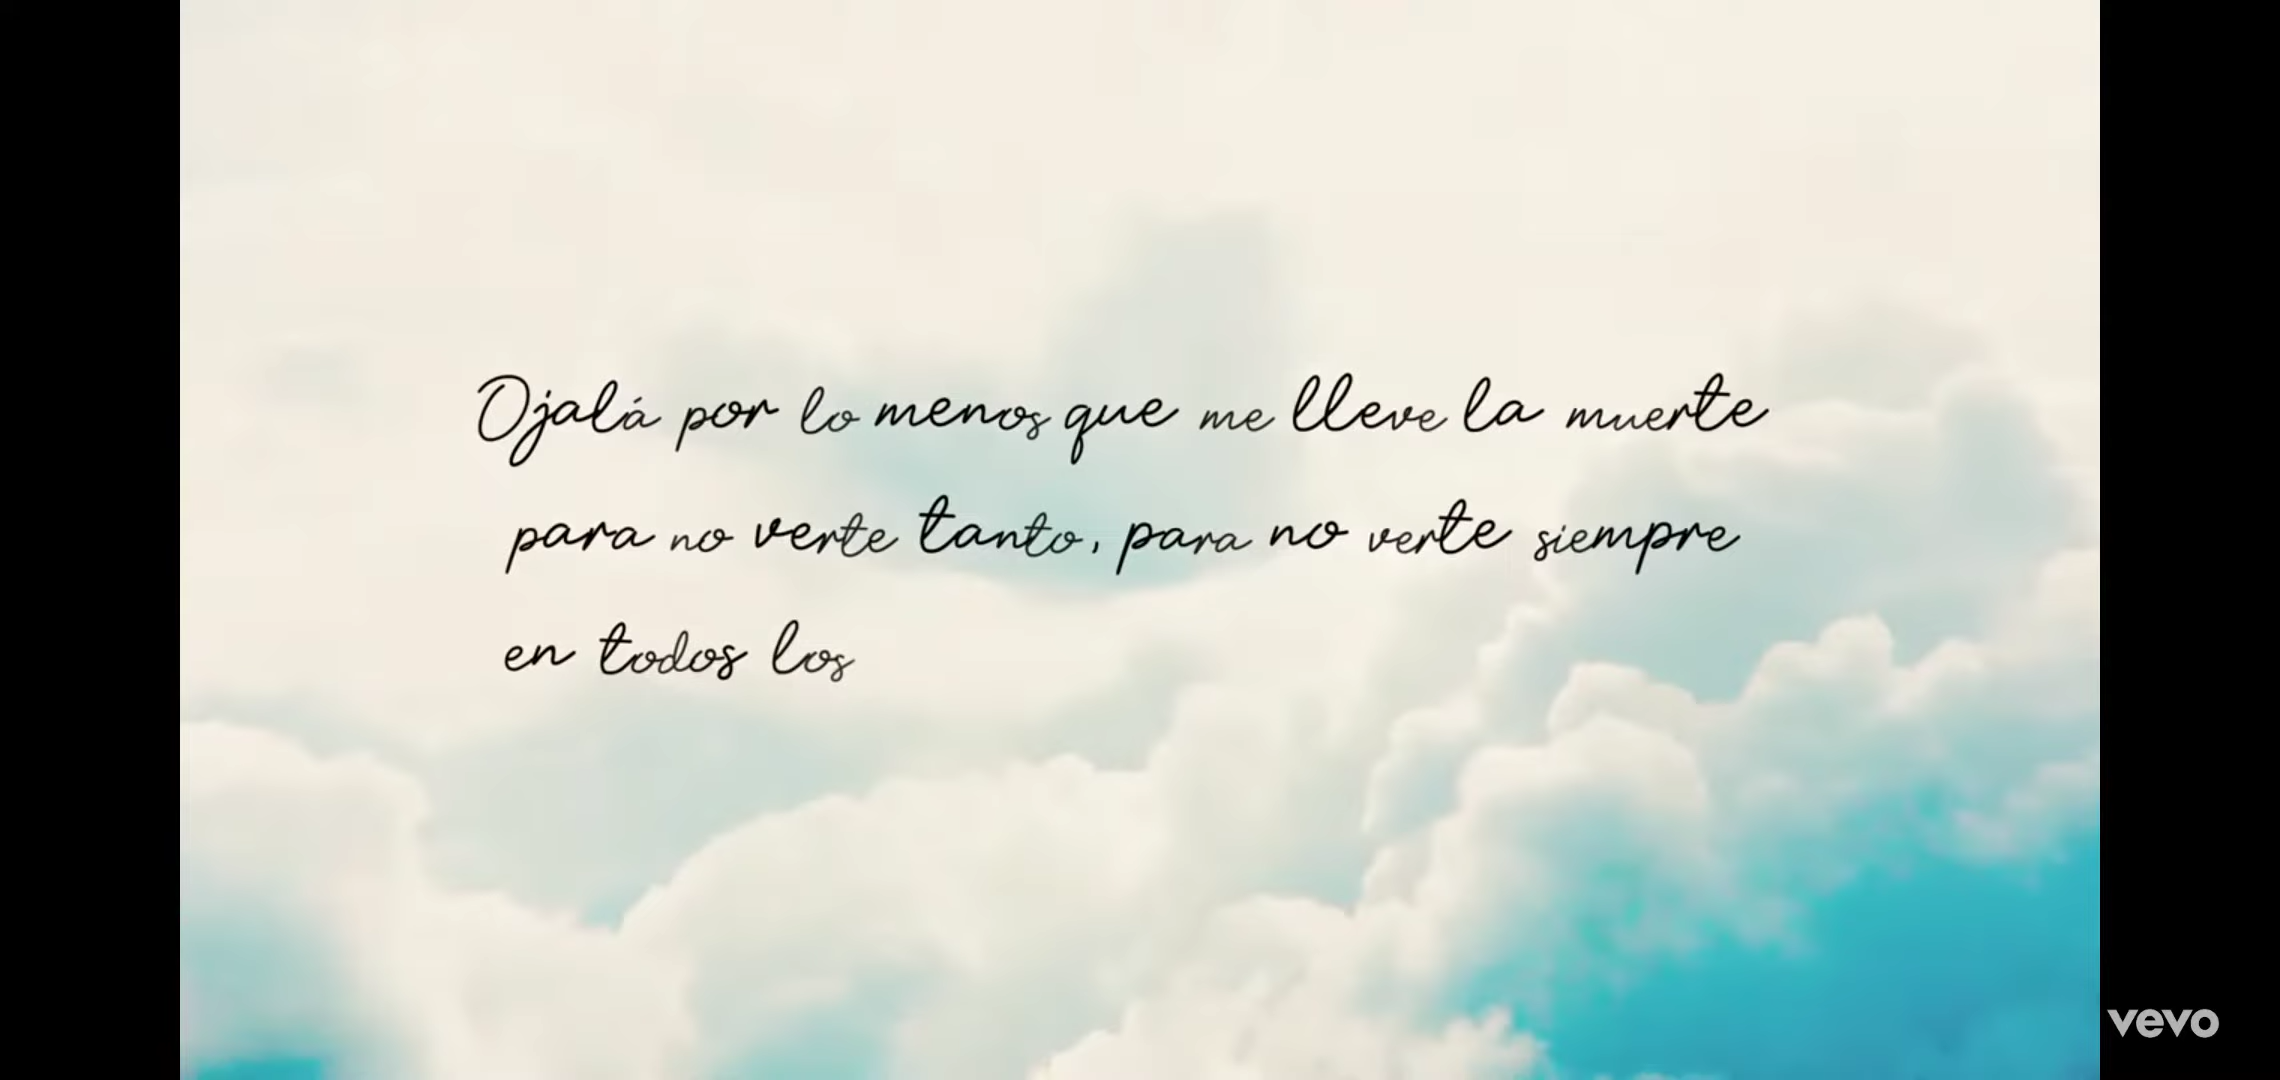 Ojalá por lo menos que me lleve la muerte
para no verte tanto, para no verte siempre
en todos los
vevo